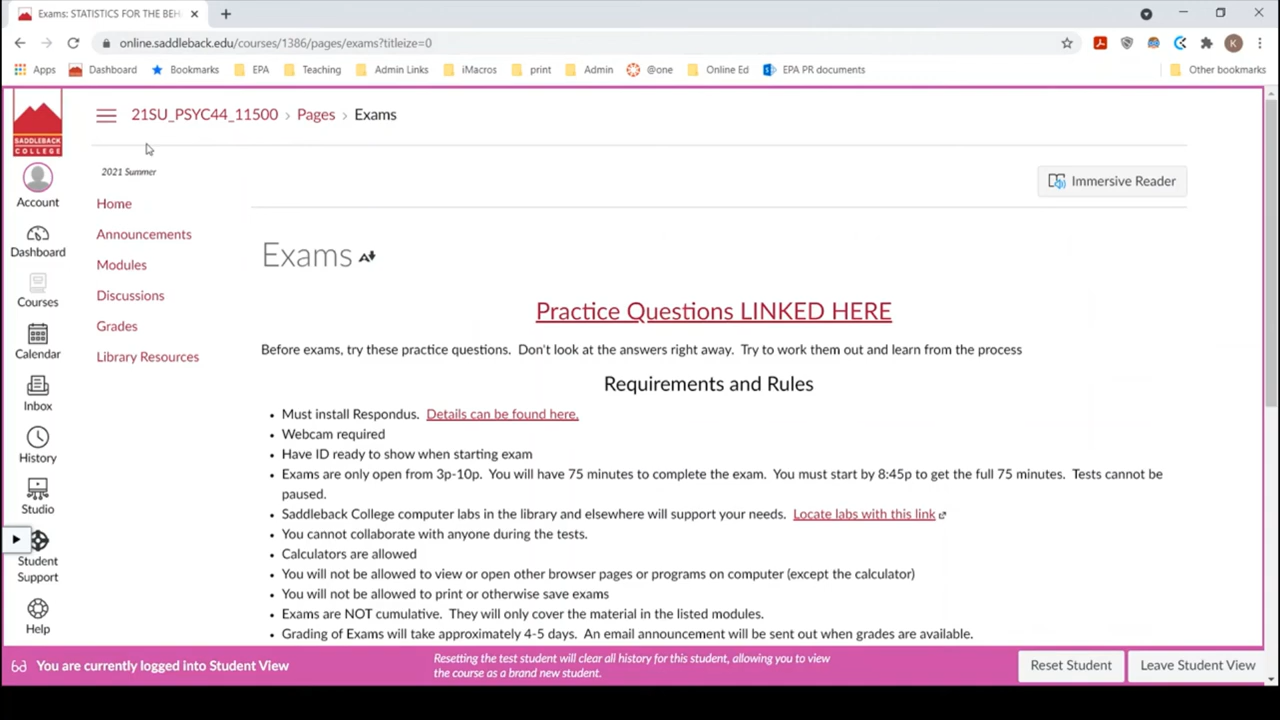 Exams: STATISTICS FOR THE BEH
online.saddleback.edu/courses/1386/pages/exams?titleize=0
K
Apps
Dashboard
Bookmarks
EPA
Teaching
Admin Links
iMacros
print
Admin
@one
Online Ed
EPA PR documents
Other bookmarks
SADDLEBACK
COLLEGE
21SU_PSYC44_11500 › Pages › Exams
2021 Summer
Immersive Reader
Account
Dashboard
Courses
Calendar
Inbox
History
Studio
Student
Support
Help
Home
Announcements
Modules
Discussions
Grades
Library Resources
Exams
Practice Questions LINKED HERE
Before exams, try these practice questions. Don't look at the answers right away. Try to work them out and learn from the process
Requirements and Rules
• Must install Respondus. Details can be found here.
• Webcam required
• Have ID ready to show when starting exam
• Exams are only open from 3p-10p. You will have 75 minutes to complete the exam. You must start by 8:45p to get the full 75 minutes. Tests cannot be
paused.
• Saddleback College computer labs in the library and elsewhere will support your needs. Locate labs with this link
• You cannot collaborate with anyone during the tests.
• Calculators are allowed
• You will not be allowed to view or open other browser pages or programs on computer (except the calculator)
• You will not be allowed to print or otherwise save exams
• Exams are NOT cumulative. They will only cover the material in the listed modules.
• Grading of Exams will take approximately 4-5 days. An email announcement will be sent out when grades are available.
You are currently logged into Student View
Resetting the test student will clear all history for this student, allowing you to view
the course as a brand new student.
Reset Student
Leave Student View